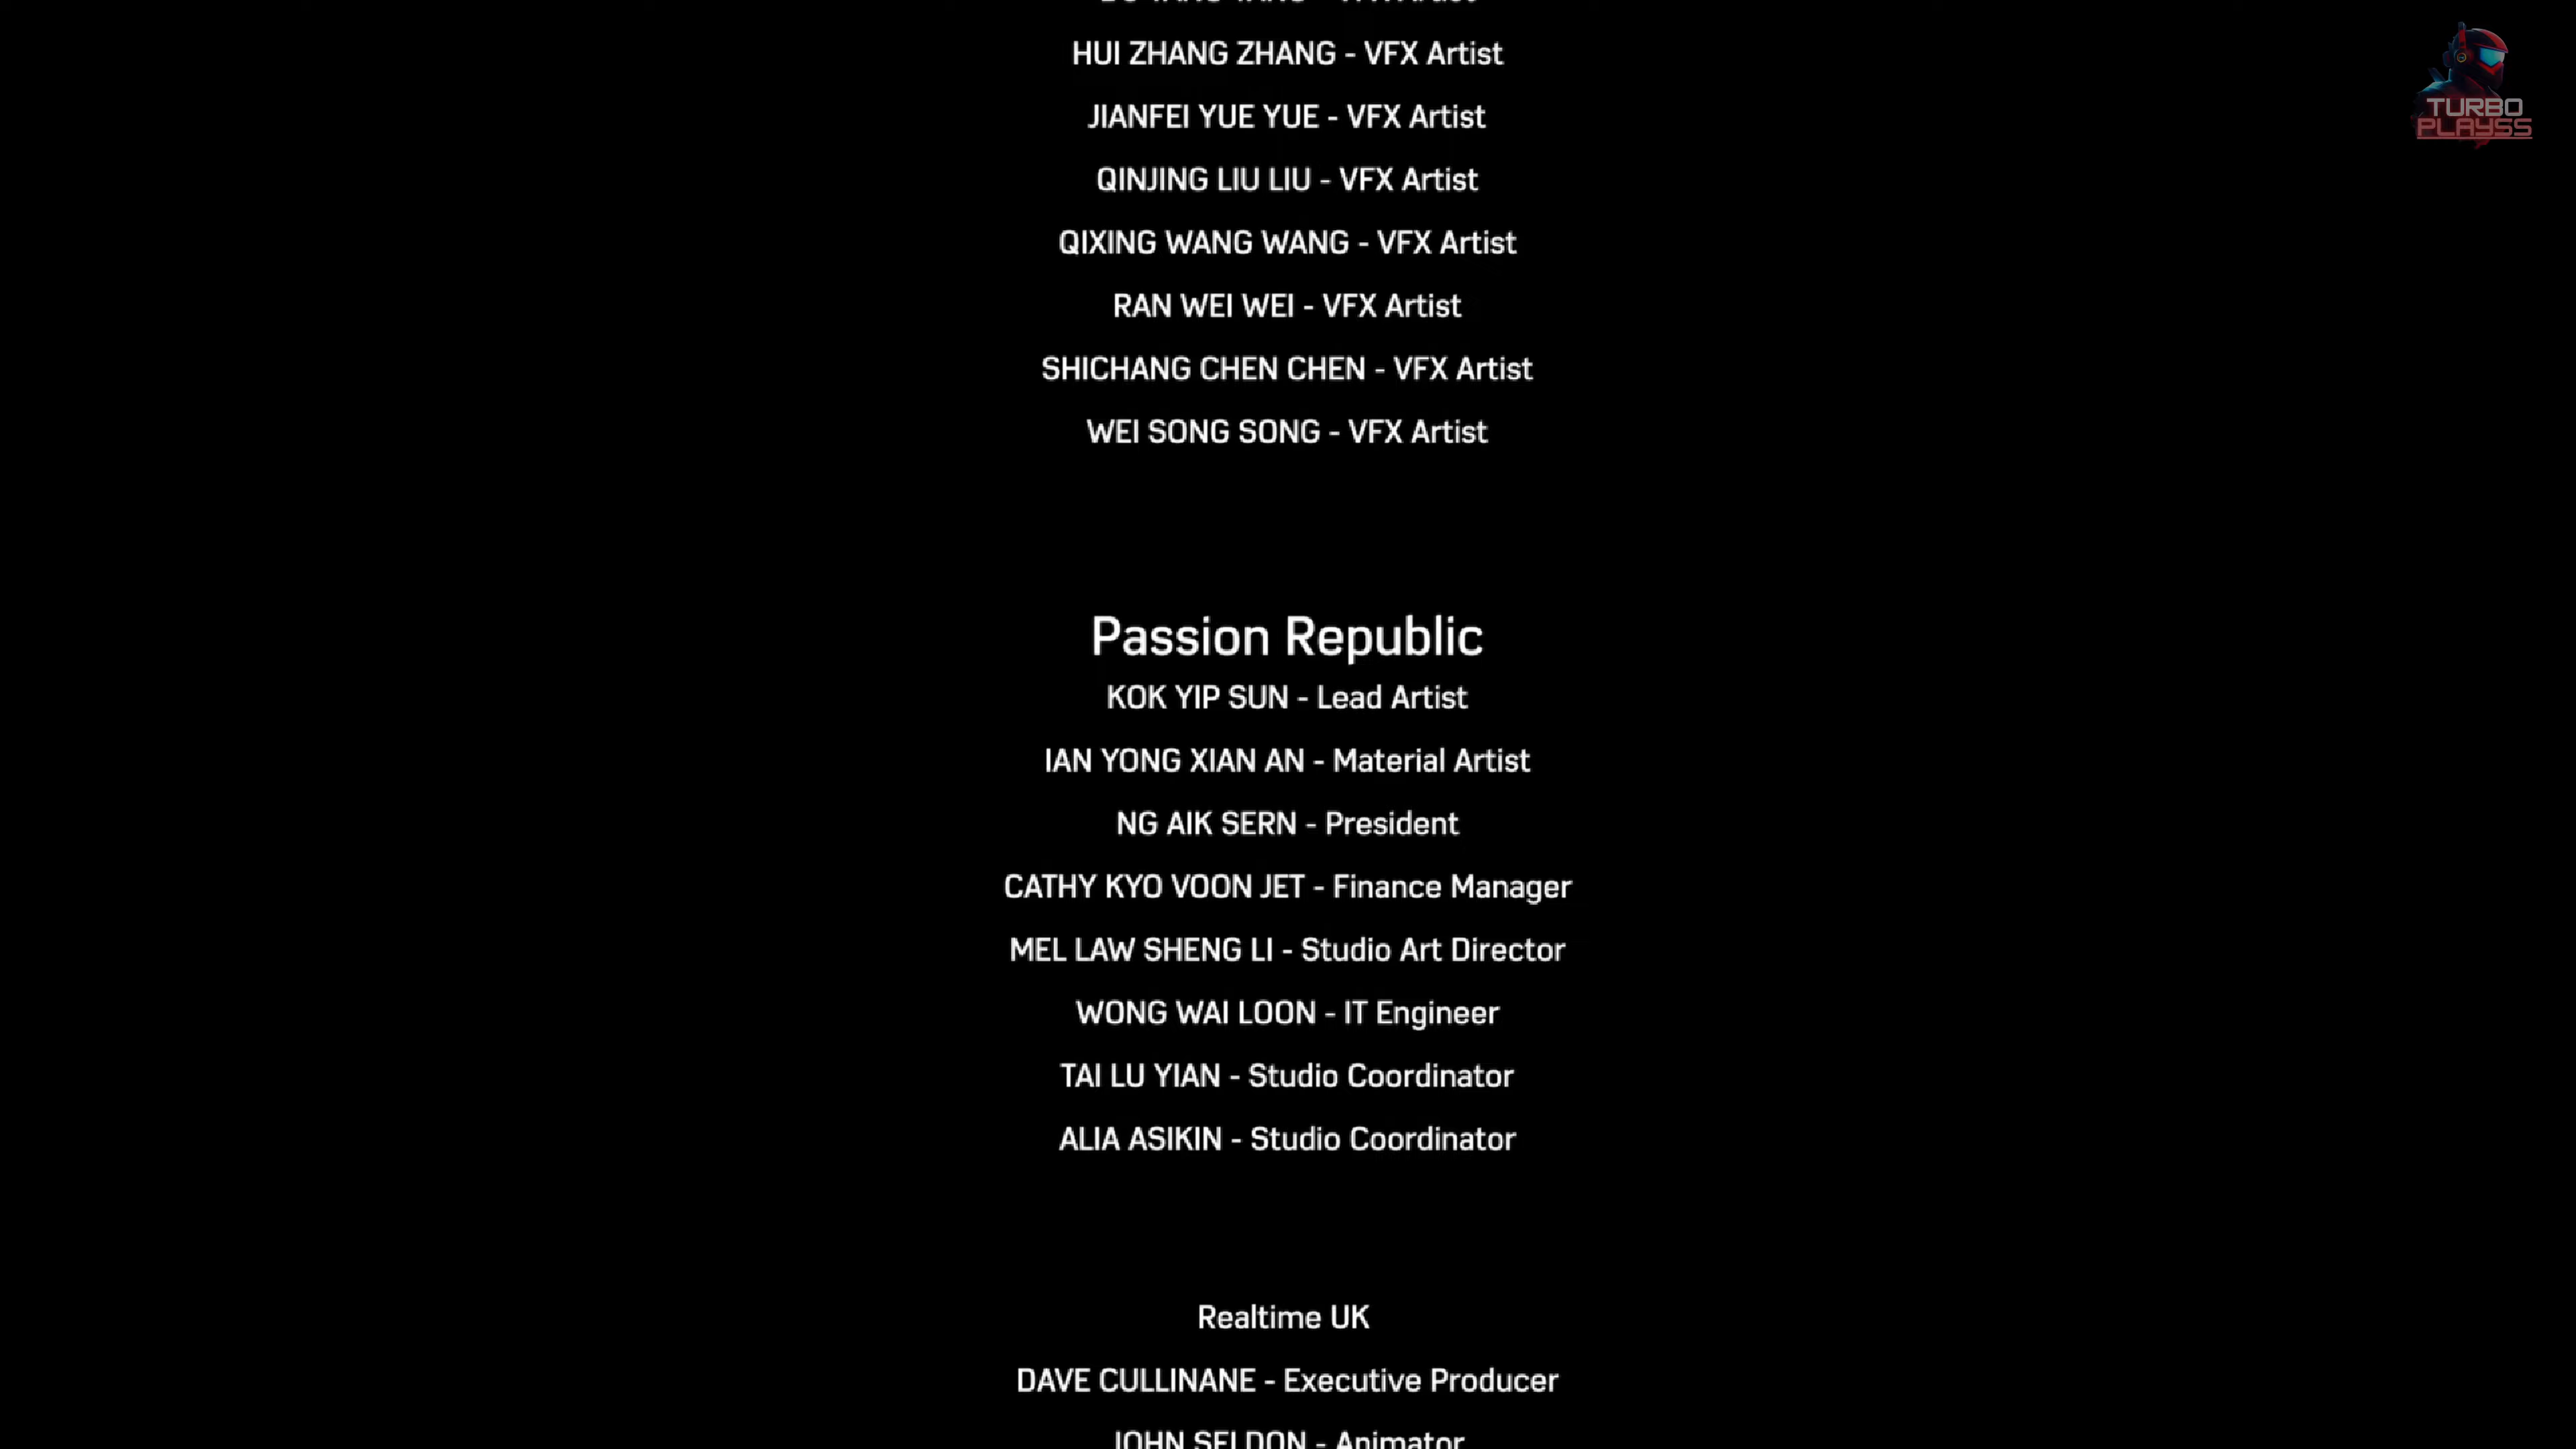 HUI ZHANG ZHANG - VFX Artist
JIANFEI YUE YUE - VFX Artist
QINJING LIU LIU - VFX Artist
QIXING WANG WANG - VFX Artist
RAN WEI WEI - VFX Artist
SHICHANG CHEN CHEN - VFX Artist
WEI SONG SONG - VFX Artist
Passion Republic
KOK YIP SUN - Lead Artist
IAN YONG XIAN AN - Material Artist
NG AIK SERN - President
CATHY KYO VOON JET - Finance Manager
MEL LAW SHENG LI - Studio Art Director
WONG WAI LOON - IT Engineer
TAI LU YIAN - Studio Coordinator
ALIA ASIKIN - Studio Coordinator
Realtime UK
DAVE CULLINANE - Executive Producer
JOHN SELDON - Animator
TURBO
PLAYSS